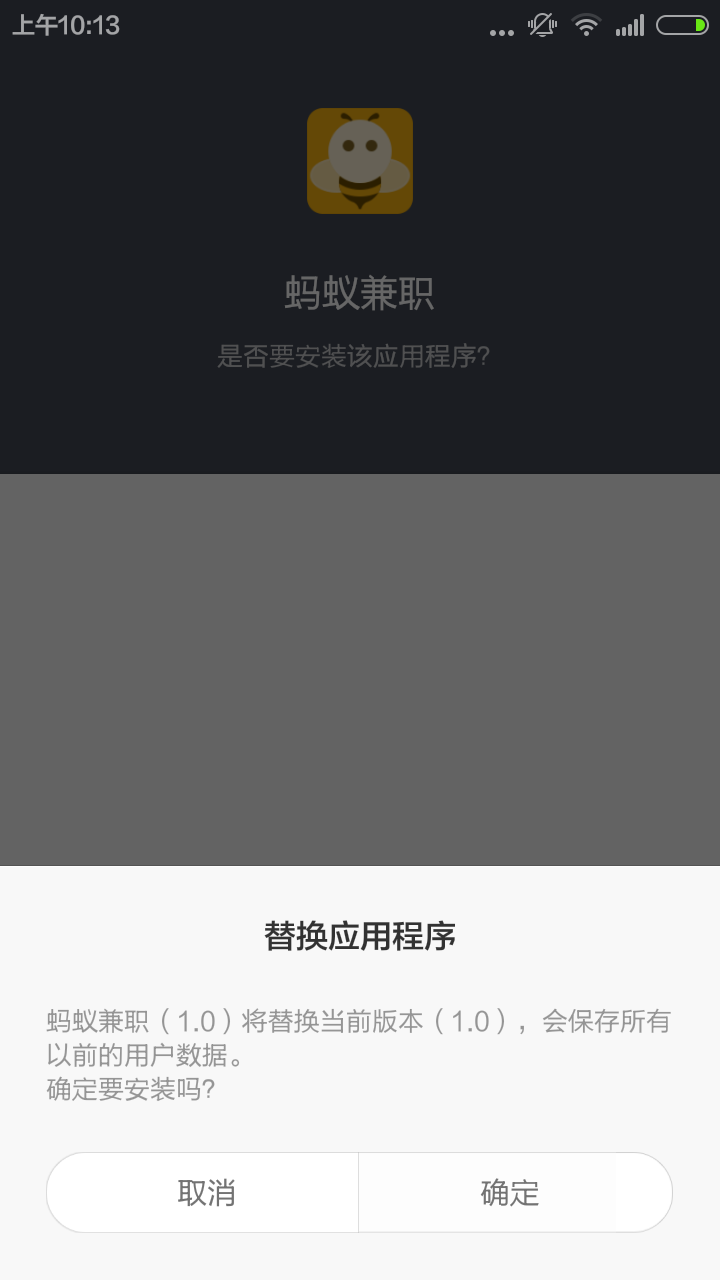 上午10:13
蚂蚁兼职
是否要安装该应用程序?
替换应用程序
蚂蚁兼职（1.0）将替换当前版本（1.0），会保存所有
以前的用户数据。
确定要安装吗?
取消
确定